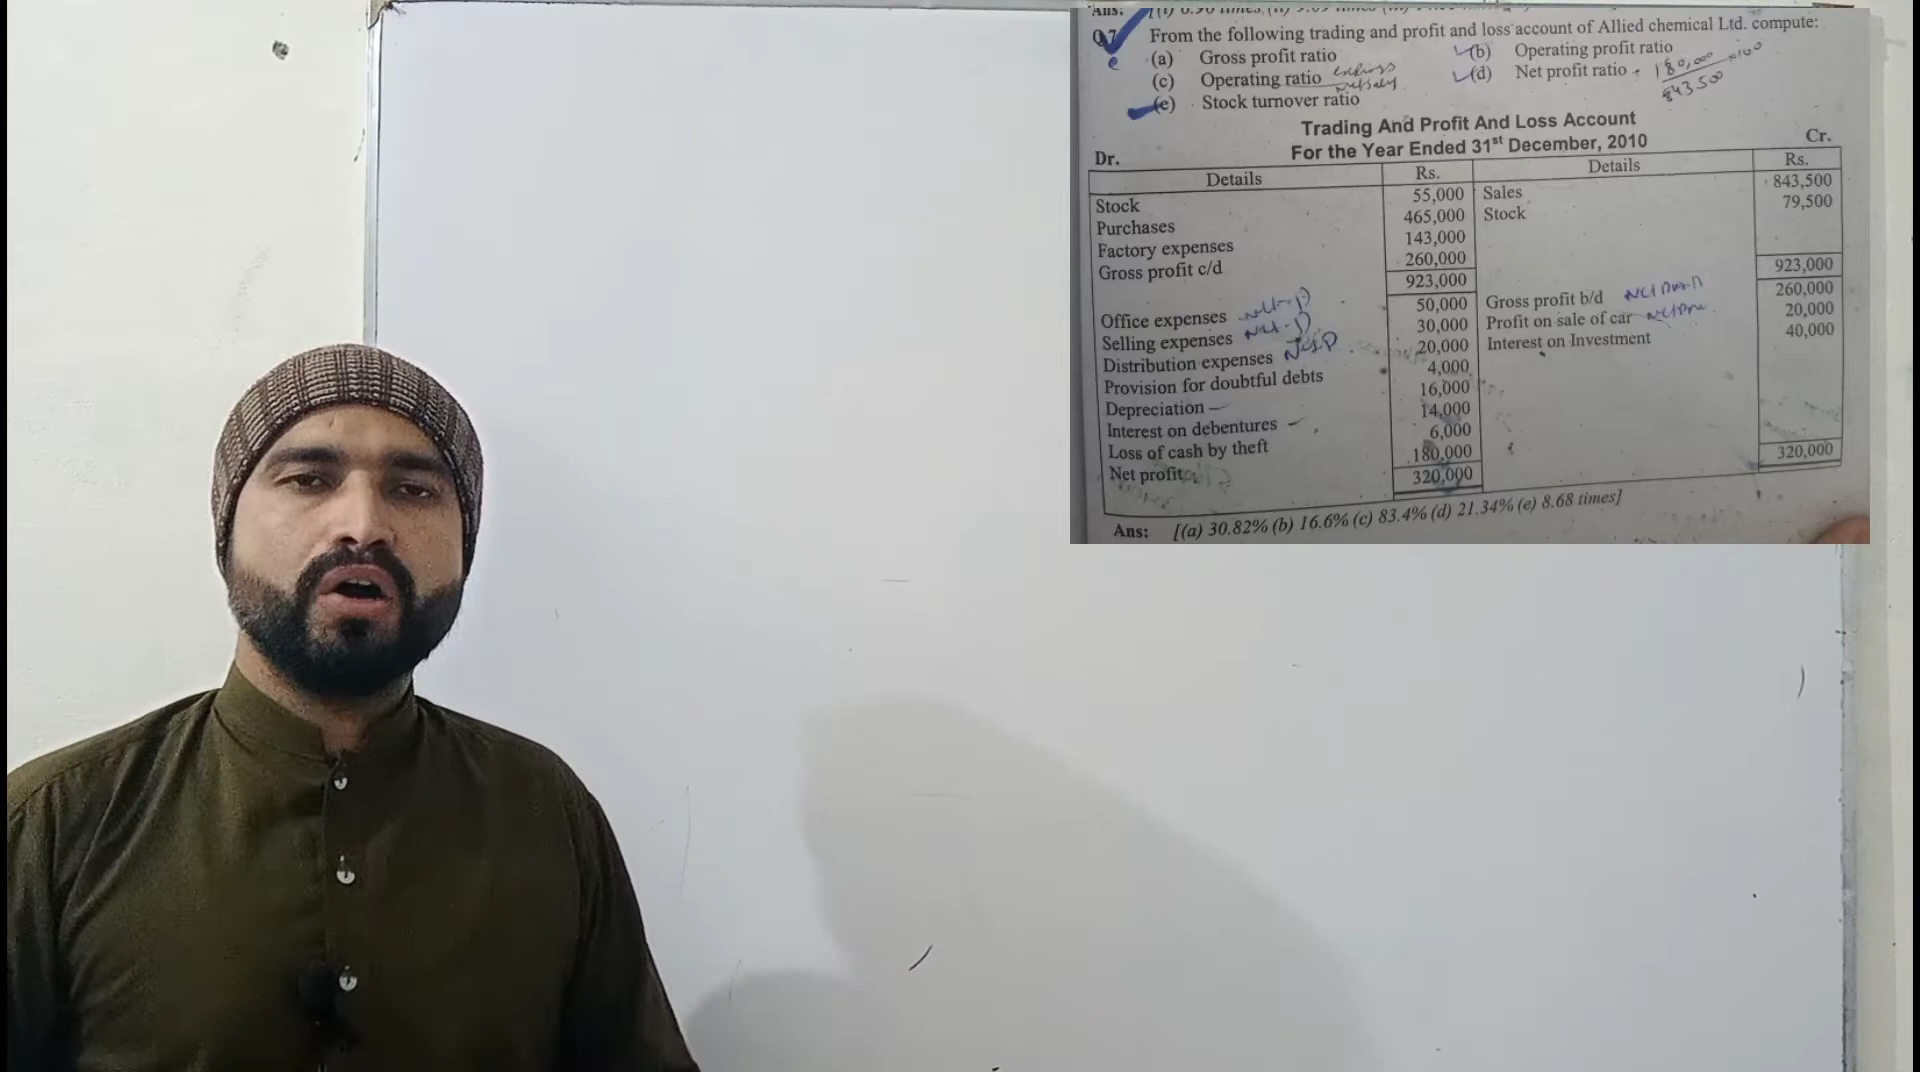 Ans:
Q7 From the following trading and profit and loss account of Allied chemical Ltd. compute:
(a) Gross profit ratio (b) Operating profit ratio
(c) Operating ratio (d) Net profit ratio 180,000 ×100
843500
(e) Stock turnover ratio
Trading And Profit And Loss Account
For the Year Ended 31st December, 2010
Dr. Cr.
Details Rs. Details Rs.
Stock 55,000 Sales 843,500
Purchases 465,000 Stock 79,500
Factory expenses 143,000
Gross profit c/d 260,000
923,000 923,000
Office expenses 50,000 Gross profit b/d 260,000
Selling expenses 30,000 Profit on sale of car 20,000
Distribution expenses 20,000 Interest on Investment 40,000
Provision for doubtful debts 4,000
Depreciation 16,000
Interest on debentures 14,000
Loss of cash by theft 6,000
Net profit 180,000
320,000 320,000
Ans: [(a) 30.82% (b) 16.6% (c) 83.4% (d) 21.34% (e) 8.68 times]